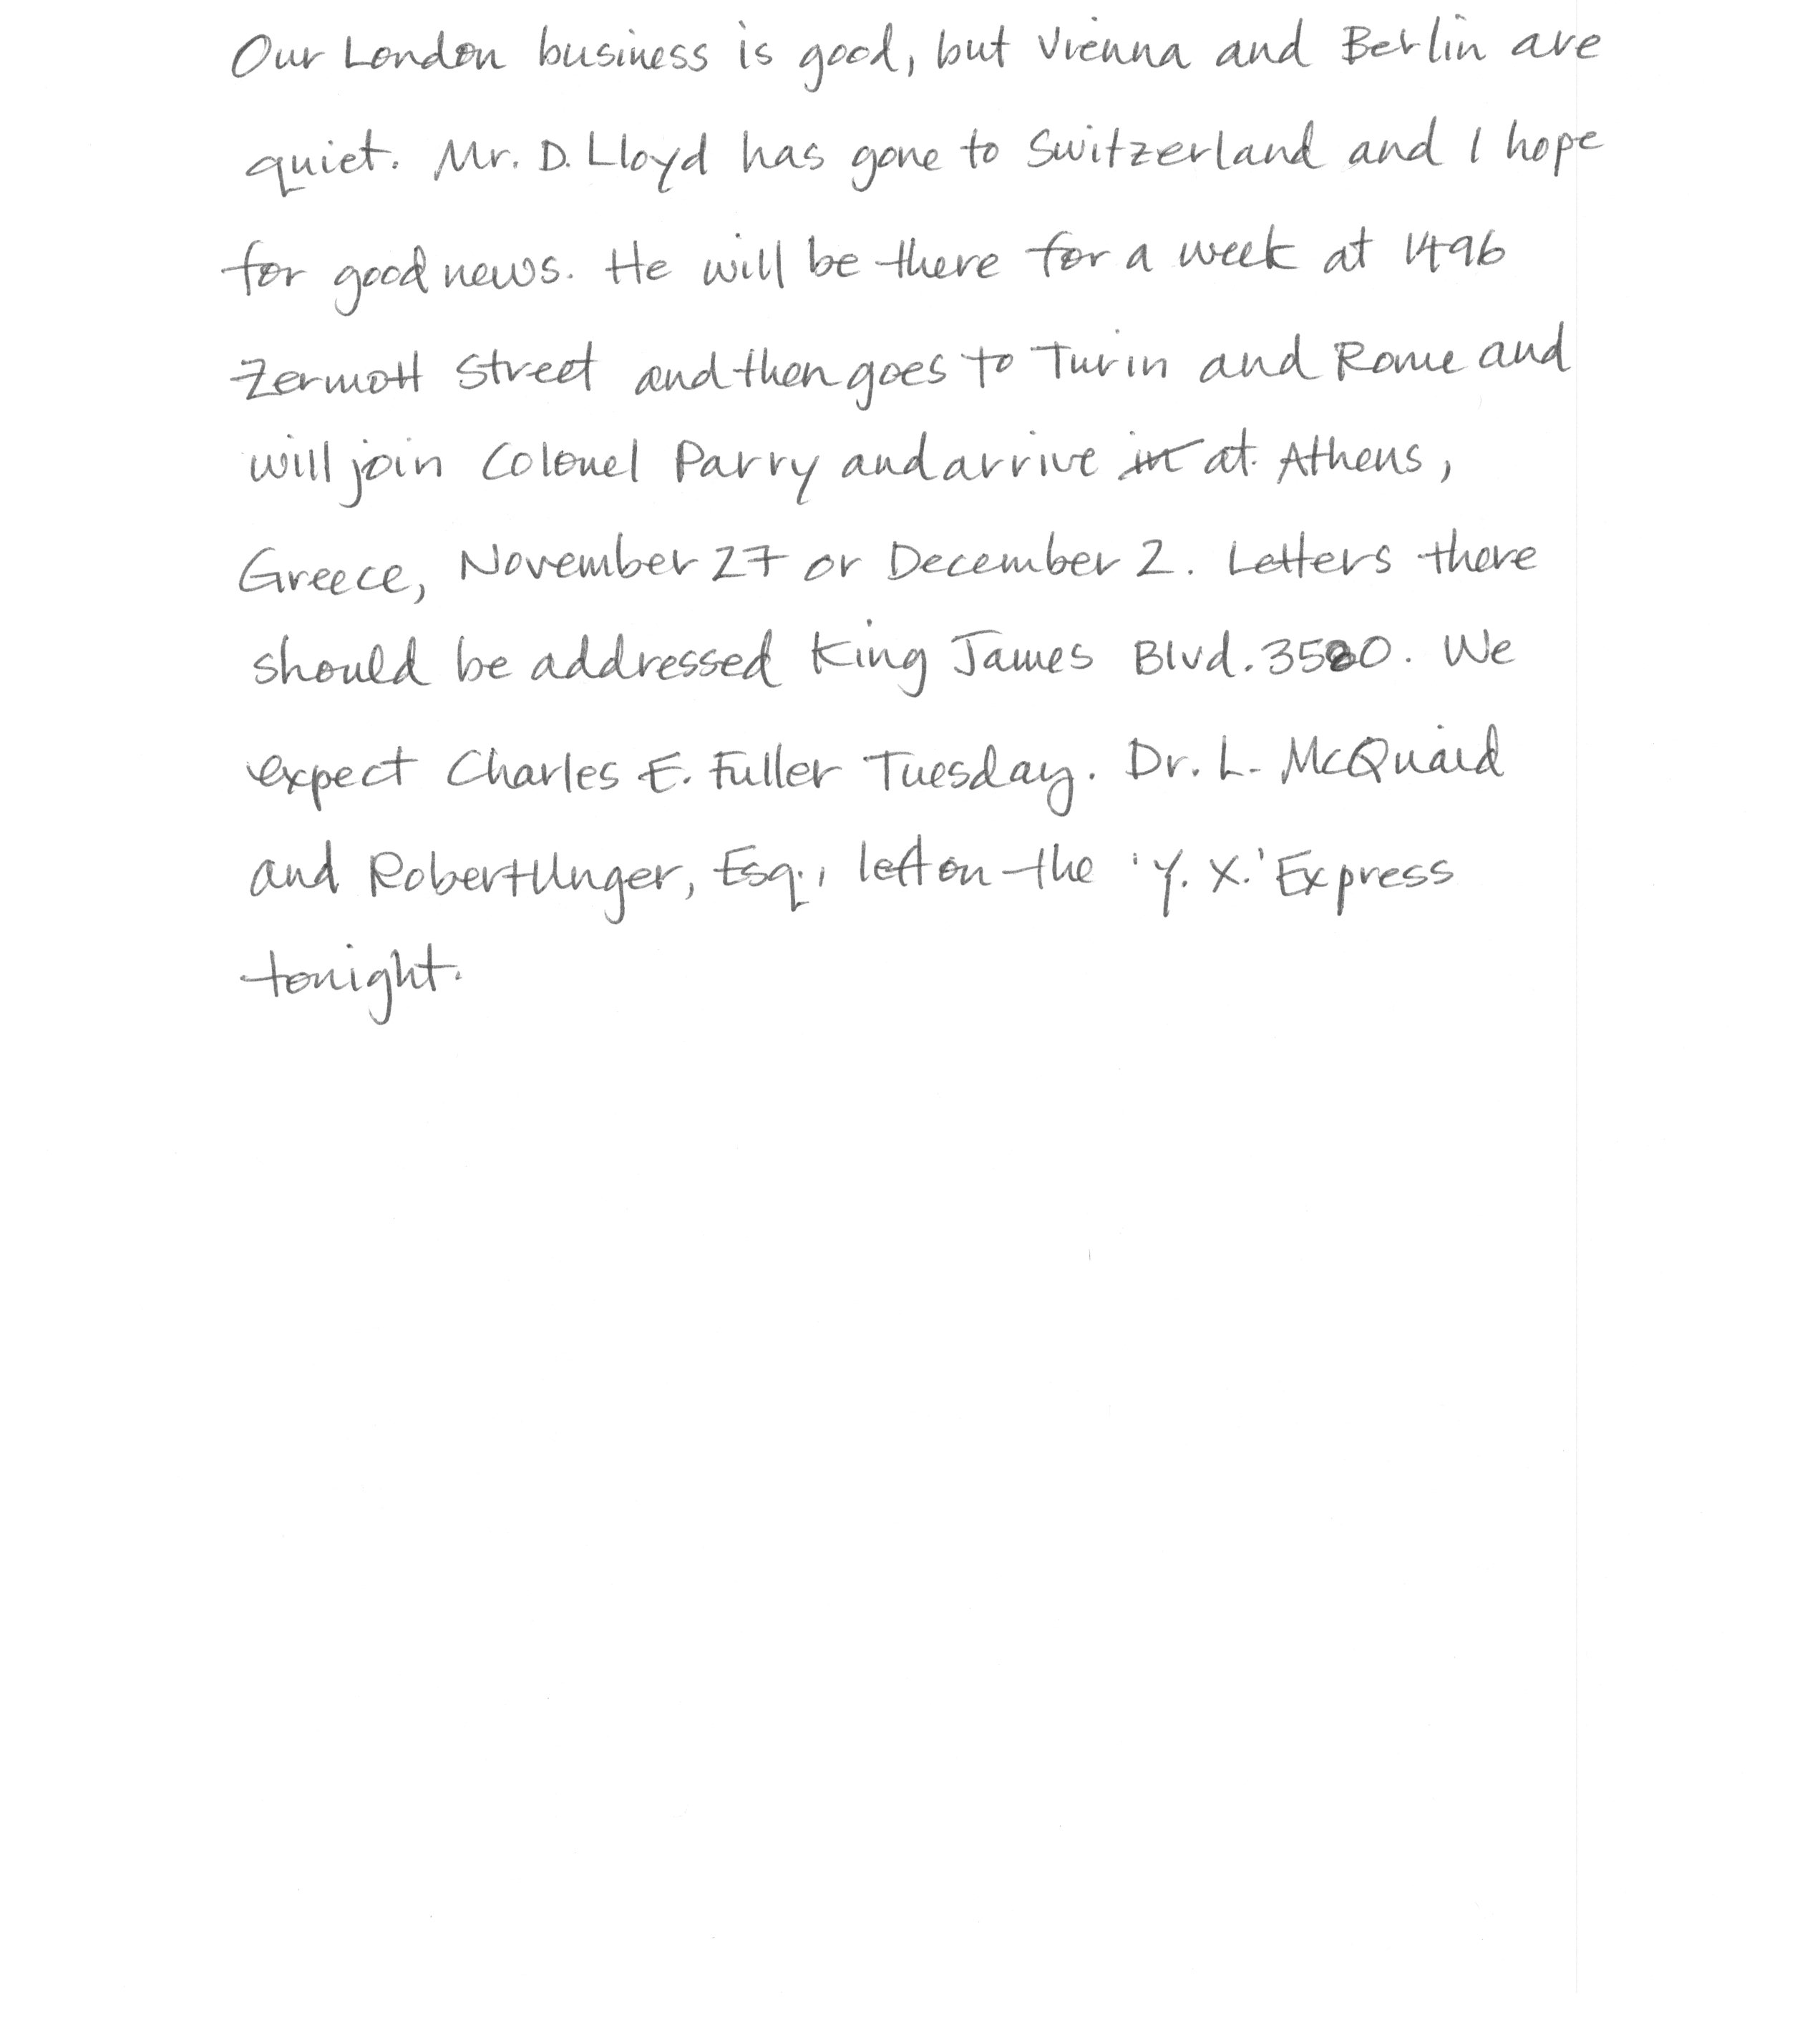 Our London business is good, but Vienna and Berlin are
quiet. Mr. D. Lloyd has gone to Switzerland and I hope
for good news. He will be there for a week at 1496
Zermott Street and then goes to Turin and Rome and
will join Colonel Parry and arrive in at Athens,
Greece, November 27 or December 2. Letters there
should be addressed King James Blvd. 3580. We
expect Charles E. Fuller Tuesday. Dr. L. McQuaid
and Robert Unger, Esq., left on the 'Y. X.' Express
tonight.